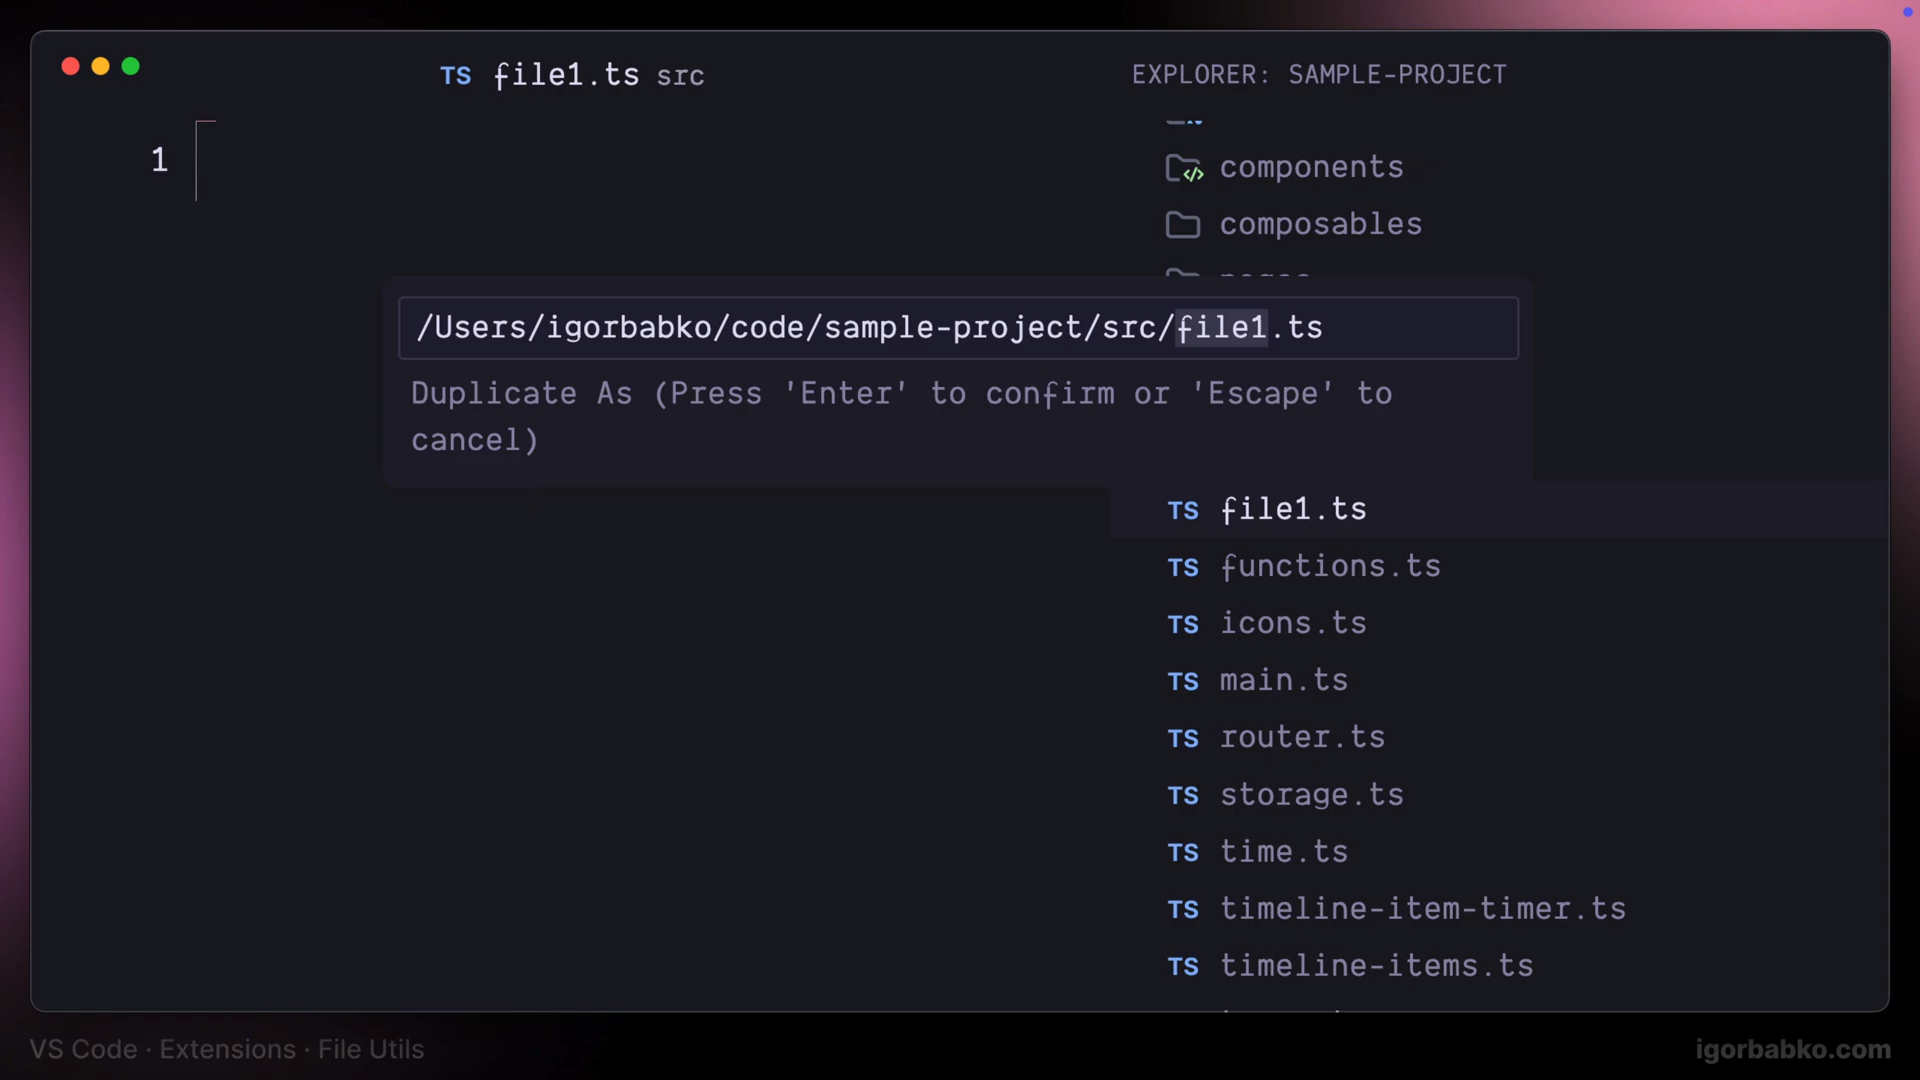 TS file1.ts src
EXPLORER: SAMPLE-PROJECT
1
components
composables
/Users/igorbabko/code/sample-project/src/file1.ts
Duplicate As (Press 'Enter' to confirm or 'Escape' to
cancel)
TS file1.ts
TS functions.ts
TS icons.ts
TS main.ts
TS router.ts
TS storage.ts
TS time.ts
TS timeline-item-timer.ts
TS timeline-items.ts
VS Code · Extensions · File Utils
igorbabko.com